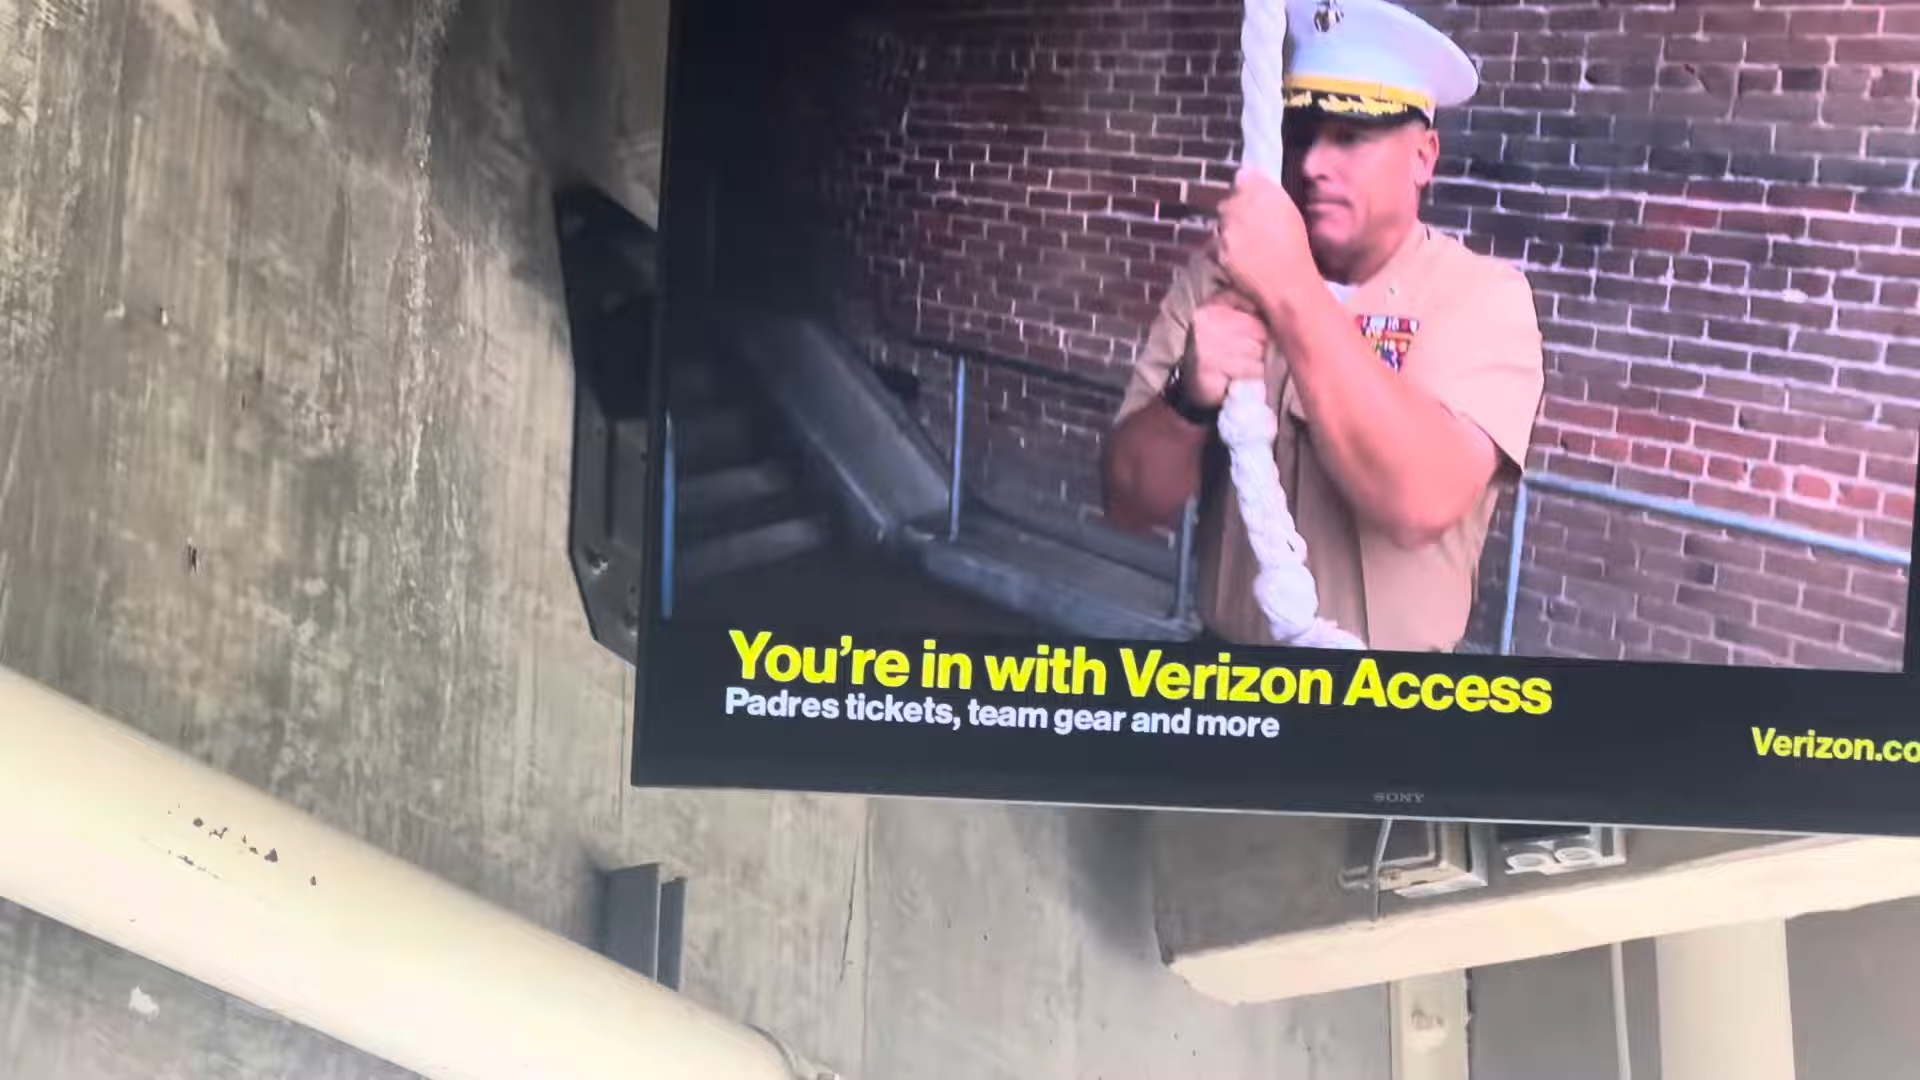 You're in with Verizon Access
Padres tickets, team gear and more
Verizon.co
SONY